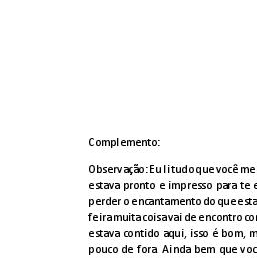 Complemento:
Observação: Eu li tudo que você me
estava pronto e impresso para te e
perder o encantamento do que esta
feira muita coisa vai de encontro co
estava contido aqui, isso é bom, m
pouco de fora. Ainda bem que voc